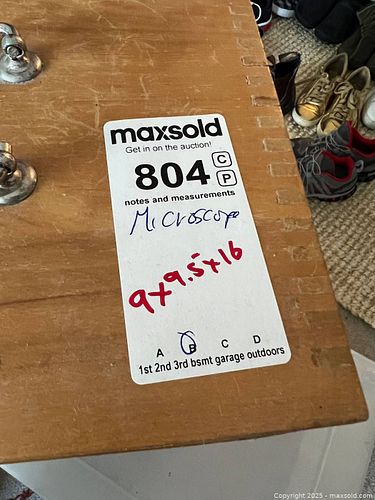 maxsold
Get in on the auction!
804 C
P
notes and measurements
Microscope
9x9.5x16
A B C D
1st 2nd 3rd bsmt garage outdoors
Copyright 2025 - maxsold.com